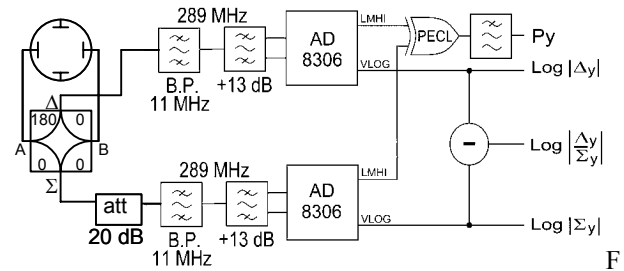 289 MHz
AD
8306
LMHI
VLOG
PECL
Py
Log |Δy|
B.P.
11 MHz
+13 dB
Δ
180 0
A B
0 0
Σ
att
20 dB
289 MHz
B.P.
11 MHz
+13 dB
AD
8306
LMHI
VLOG
-
Log |Δy/Σy|
Log |Σy|
F